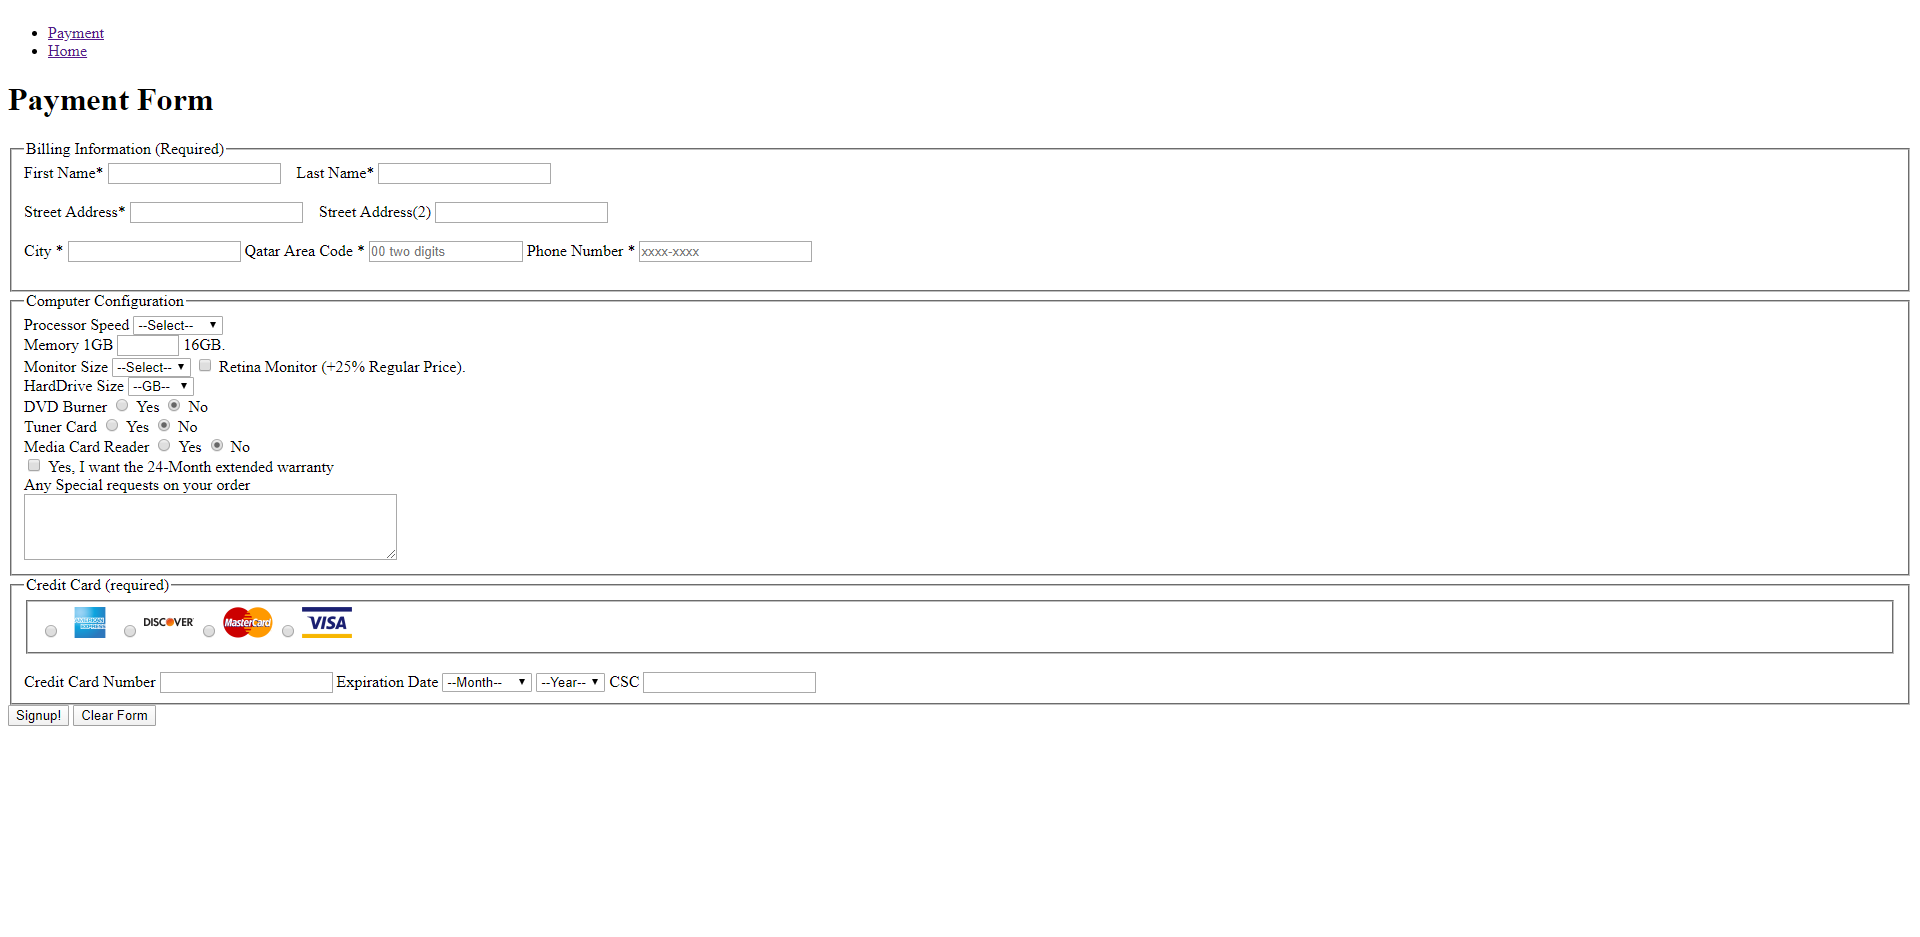 Payment
Home
Payment Form
Billing Information (Required)
First Name* Last Name*
Street Address* Street Address(2)
City * Qatar Area Code * 00 two digits Phone Number * xxxx-xxxx
Computer Configuration
Processor Speed --Select--
Memory 1GB 16GB.
Monitor Size --Select-- Retina Monitor (+25% Regular Price).
HardDrive Size --GB--
DVD Burner Yes No
Tuner Card Yes No
Media Card Reader Yes No
Yes, I want the 24-Month extended warranty
Any Special requests on your order
Credit Card (required)
AMERICAN EXPRESS DISCOVER MasterCard VISA
Credit Card Number Expiration Date --Month-- --Year-- CSC
Signup! Clear Form